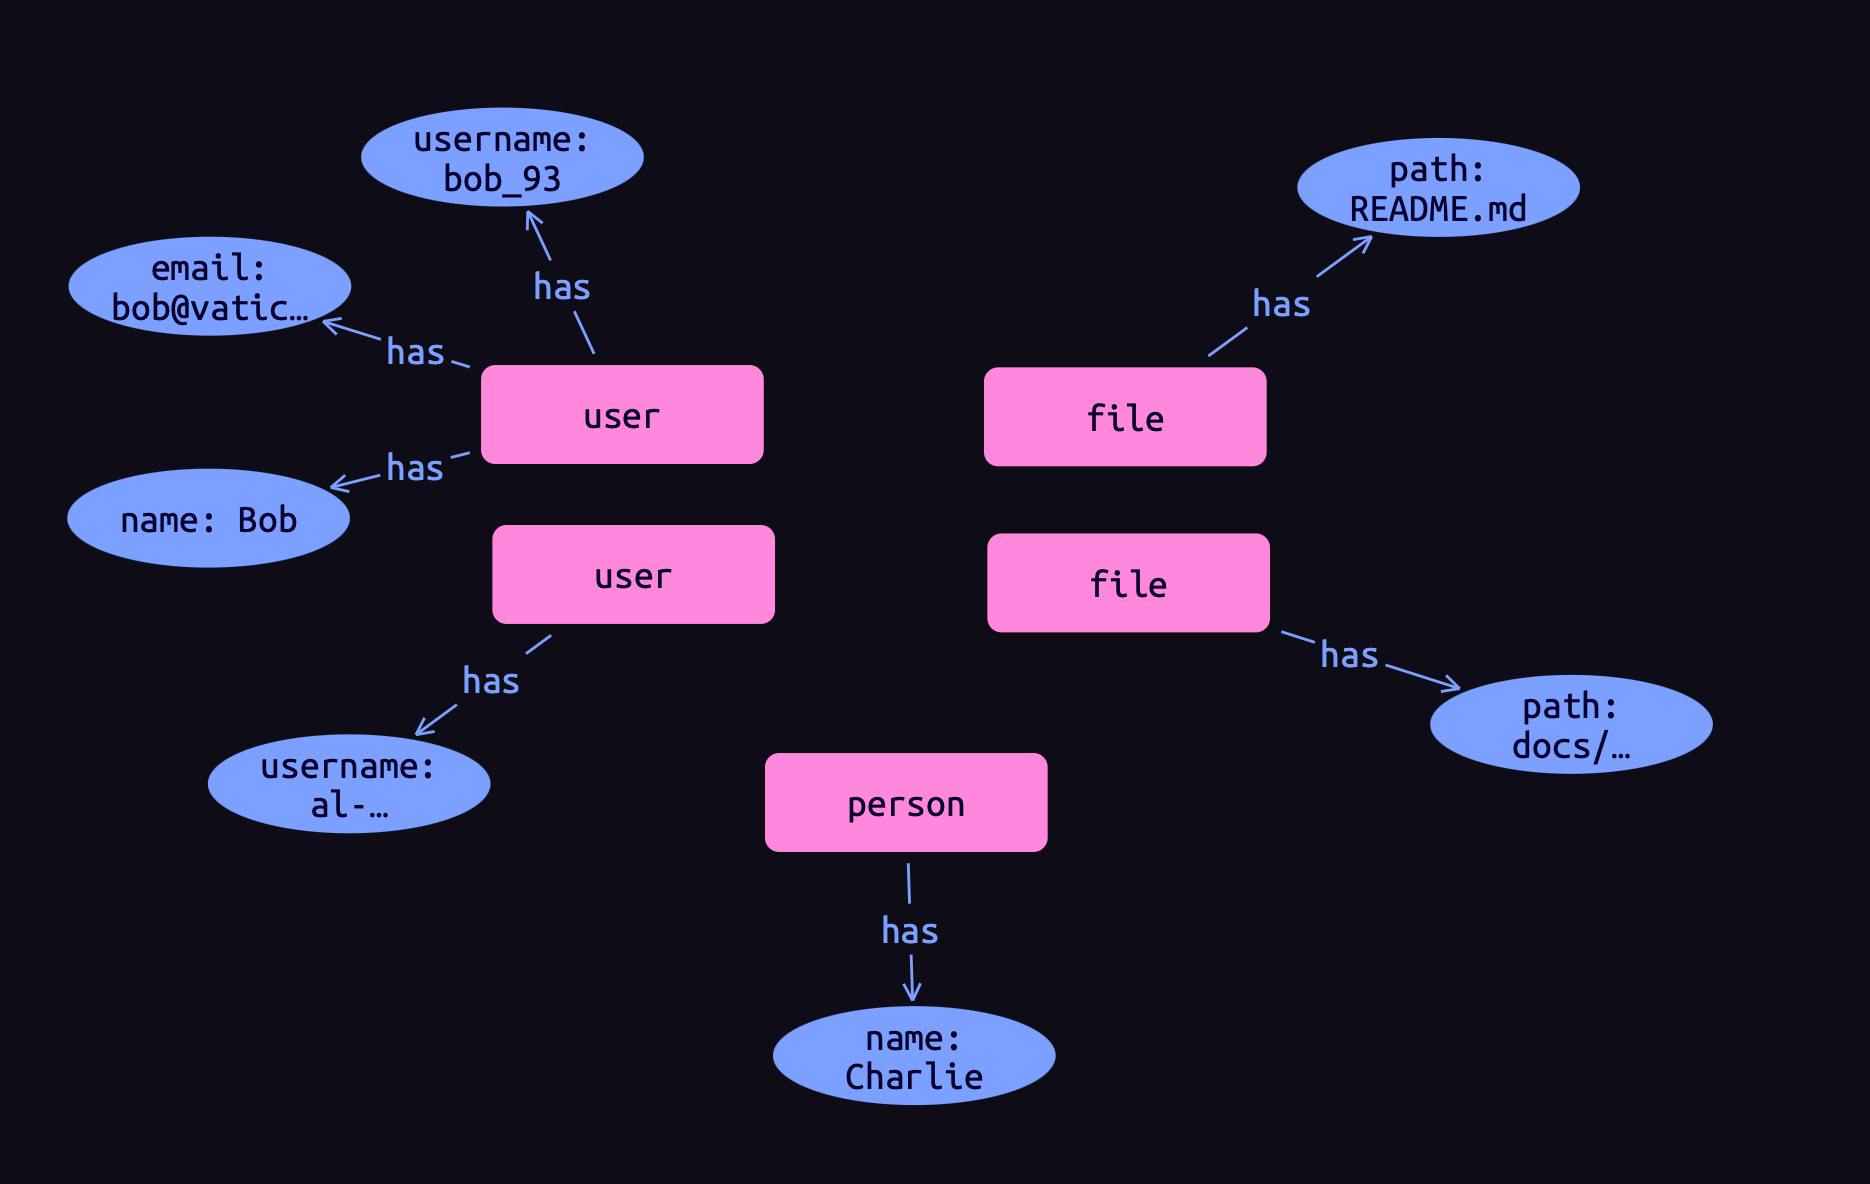 username:
bob_93
path:
README.md
email:
bob@vatic…
has
has
has
user
file
has
name: Bob
user
file
has
has
path:
docs/…
username:
al-…
person
has
name:
Charlie